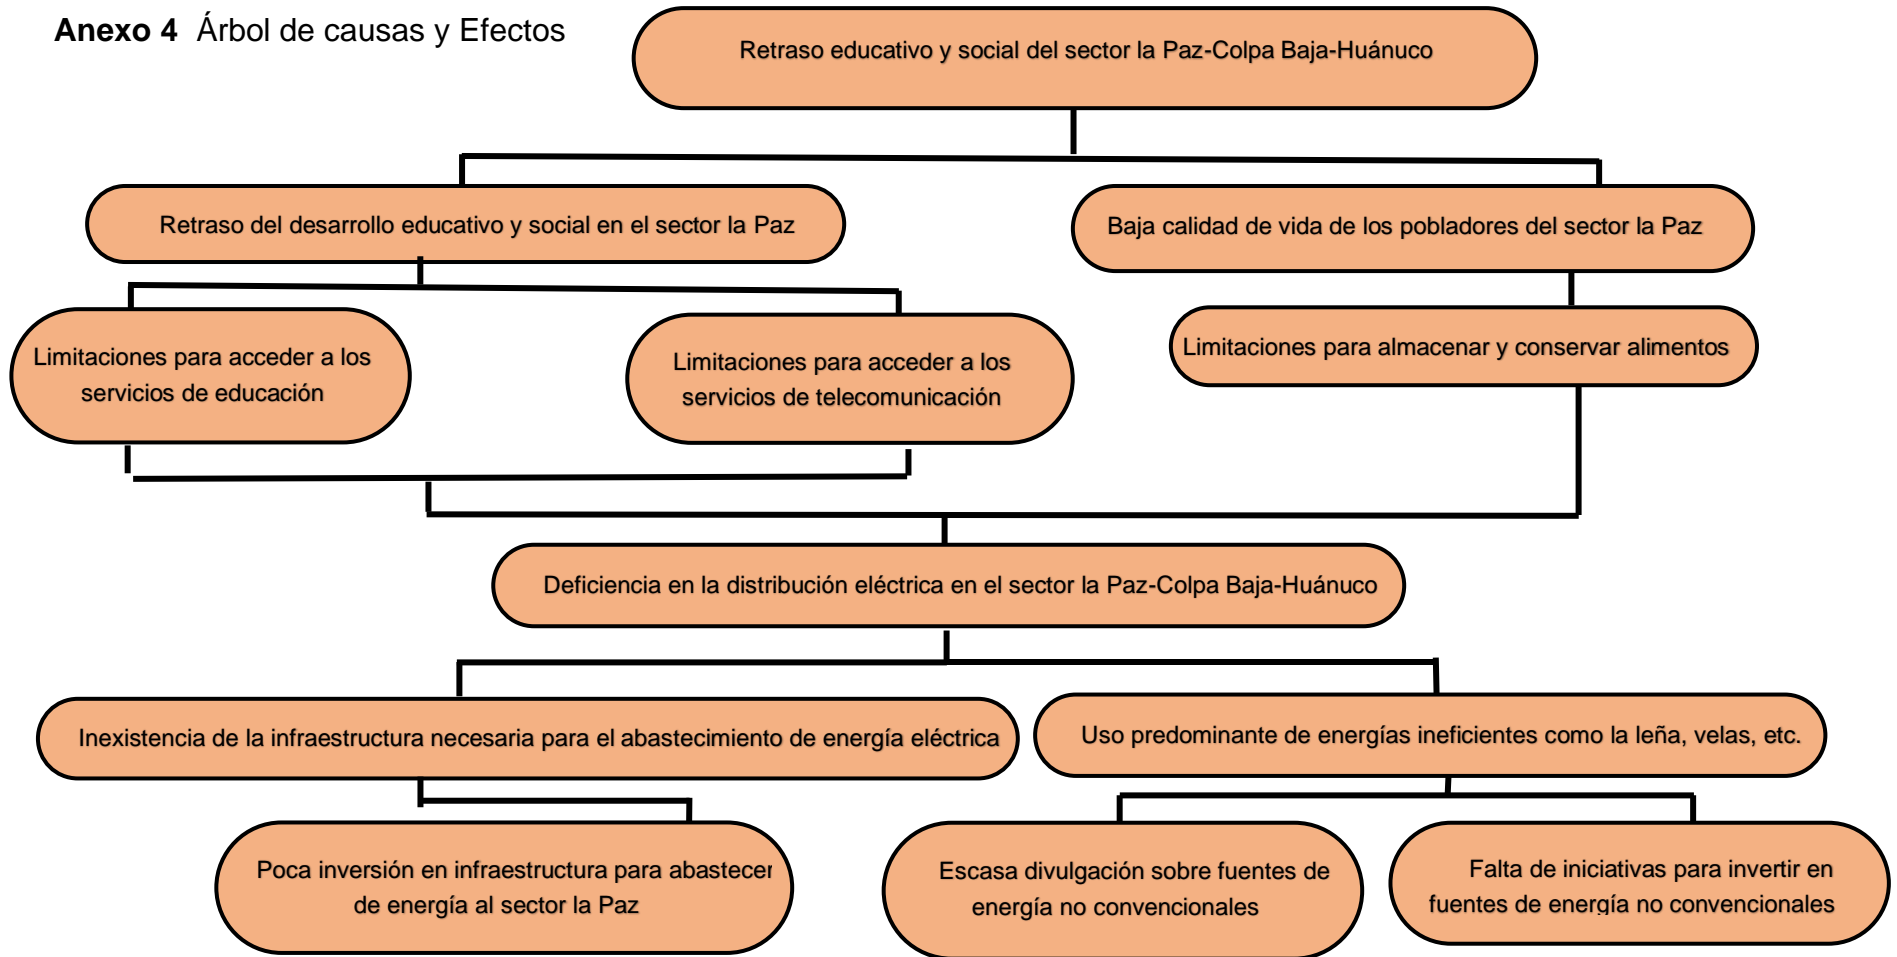 Anexo 4 Árbol de causas y Efectos
Retraso educativo y social del sector la Paz-Colpa Baja-Huánuco
Retraso del desarrollo educativo y social en el sector la Paz
Baja calidad de vida de los pobladores del sector la Paz
Limitaciones para acceder a los
servicios de educación
Limitaciones para acceder a los
servicios de telecomunicación
Limitaciones para almacenar y conservar alimentos
Deficiencia en la distribución eléctrica en el sector la Paz-Colpa Baja-Huánuco
Inexistencia de la infraestructura necesaria para el abastecimiento de energía eléctrica
Uso predominante de energías ineficientes como la leña, velas, etc.
Poca inversión en infraestructura para abastecer
de energía al sector la Paz
Escasa divulgación sobre fuentes de
energía no convencionales
Falta de iniciativas para invertir en
fuentes de energía no convencionales